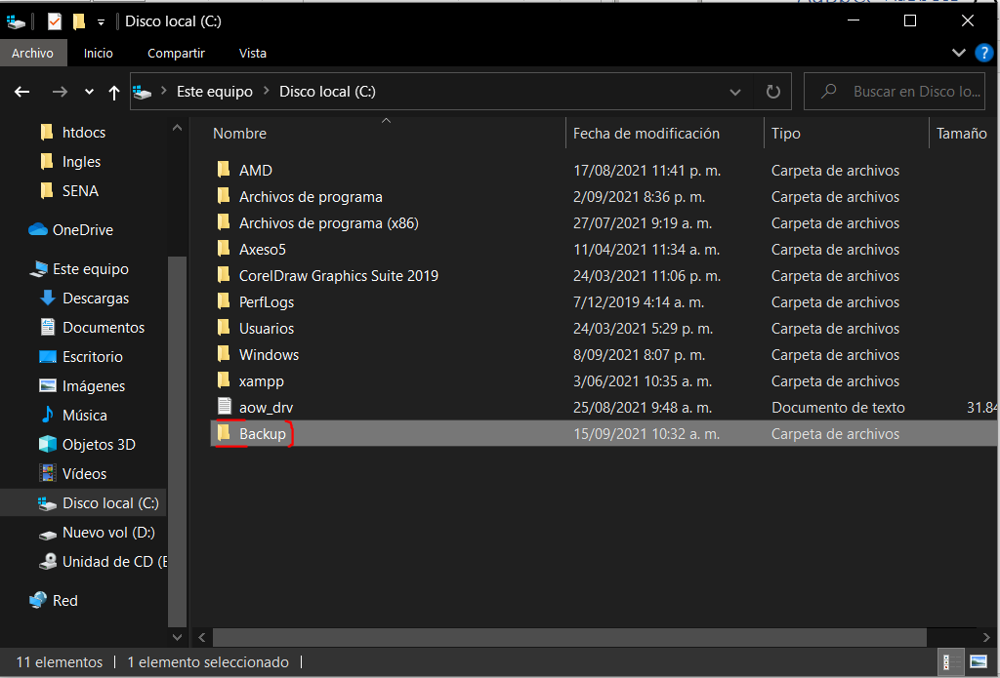 Disco local (C:)
Archivo Inicio Compartir Vista
Este equipo Disco local (C:) Buscar en Disco lo...
htdocs
Ingles
SENA
OneDrive
Este equipo
Descargas
Documentos
Escritorio
Imágenes
Música
Objetos 3D
Vídeos
Disco local (C:)
Nuevo vol (D:)
Unidad de CD (E
Red
Nombre Fecha de modificación Tipo Tamaño
AMD 17/08/2021 11:41 p. m. Carpeta de archivos
Archivos de programa 2/09/2021 8:36 p. m. Carpeta de archivos
Archivos de programa (x86) 27/07/2021 9:19 a. m. Carpeta de archivos
Axeso5 11/04/2021 11:34 a. m. Carpeta de archivos
CorelDraw Graphics Suite 2019 24/03/2021 11:06 p. m. Carpeta de archivos
PerfLogs 7/12/2019 4:14 a. m. Carpeta de archivos
Usuarios 24/03/2021 5:29 p. m. Carpeta de archivos
Windows 8/09/2021 8:07 p. m. Carpeta de archivos
xampp 3/06/2021 10:35 a. m. Carpeta de archivos
aow_drv 25/08/2021 9:48 a. m. Documento de texto 31.84
Backup 15/09/2021 10:32 a. m. Carpeta de archivos
11 elementos 1 elemento seleccionado